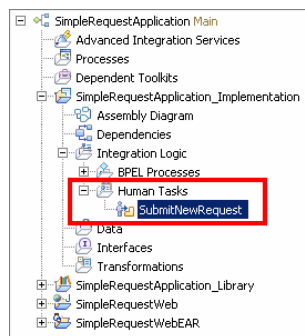 SimpleRequestApplication Main
Advanced Integration Services
Processes
Dependent Toolkits
SimpleRequestApplication_Implementation
Assembly Diagram
Dependencies
Integration Logic
BPEL Processes
Human Tasks
SubmitNewRequest
Data
Interfaces
Transformations
SimpleRequestApplication_Library
SimpleRequestWeb
SimpleRequestWebEAR